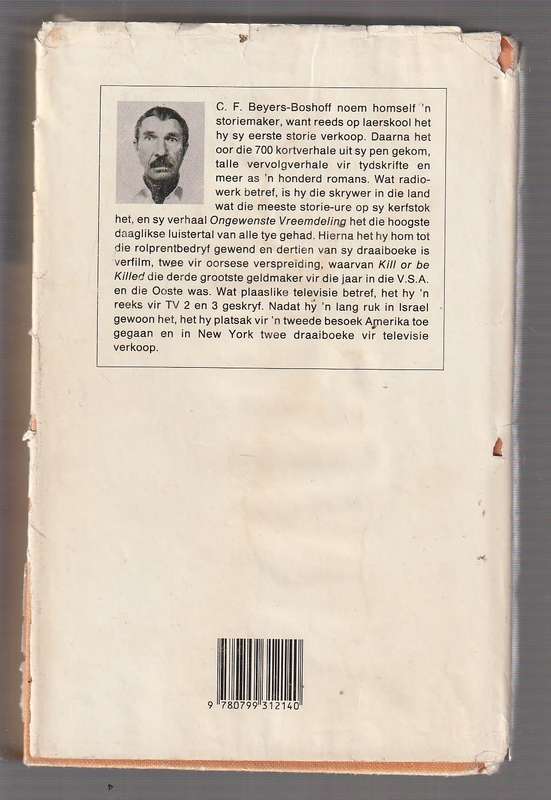 C. F. Beyers-Boshoff noem homself 'n
storiemaker, want reeds op laerskool het
hy sy eerste storie verkoop. Daarna het
oor die 700 kortverhale uit sy pen gekom,
talle vervolgverhale vir tydskrifte en
meer as 'n honderd romans. Wat radio-
werk betref, is hy die skrywer in die land
wat die meeste storie-ure op sy kerfstok
het, en sy verhaal Ongewenste Vreemdeling het die hoogste
daaglikse luistertal van alle tye gehad. Hierna het hy hom tot
die rolprentbedryf gewend en dertien van sy draaiboeke is
verfilm, twee vir oorsese verspreiding, waarvan Kill or be
Killed die derde grootste geldmaker vir die jaar in die V.S.A.
en die Ooste was. Wat plaaslike televisie betref, het hy 'n
reeks vir TV 2 en 3 geskryf. Nadat hy 'n lang ruk in Israel
gewoon het, het hy platsak vir 'n tweede besoek Amerika toe
gegaan en in New York twee draaiboeke vir televisie
verkoop.
9 780799 312140